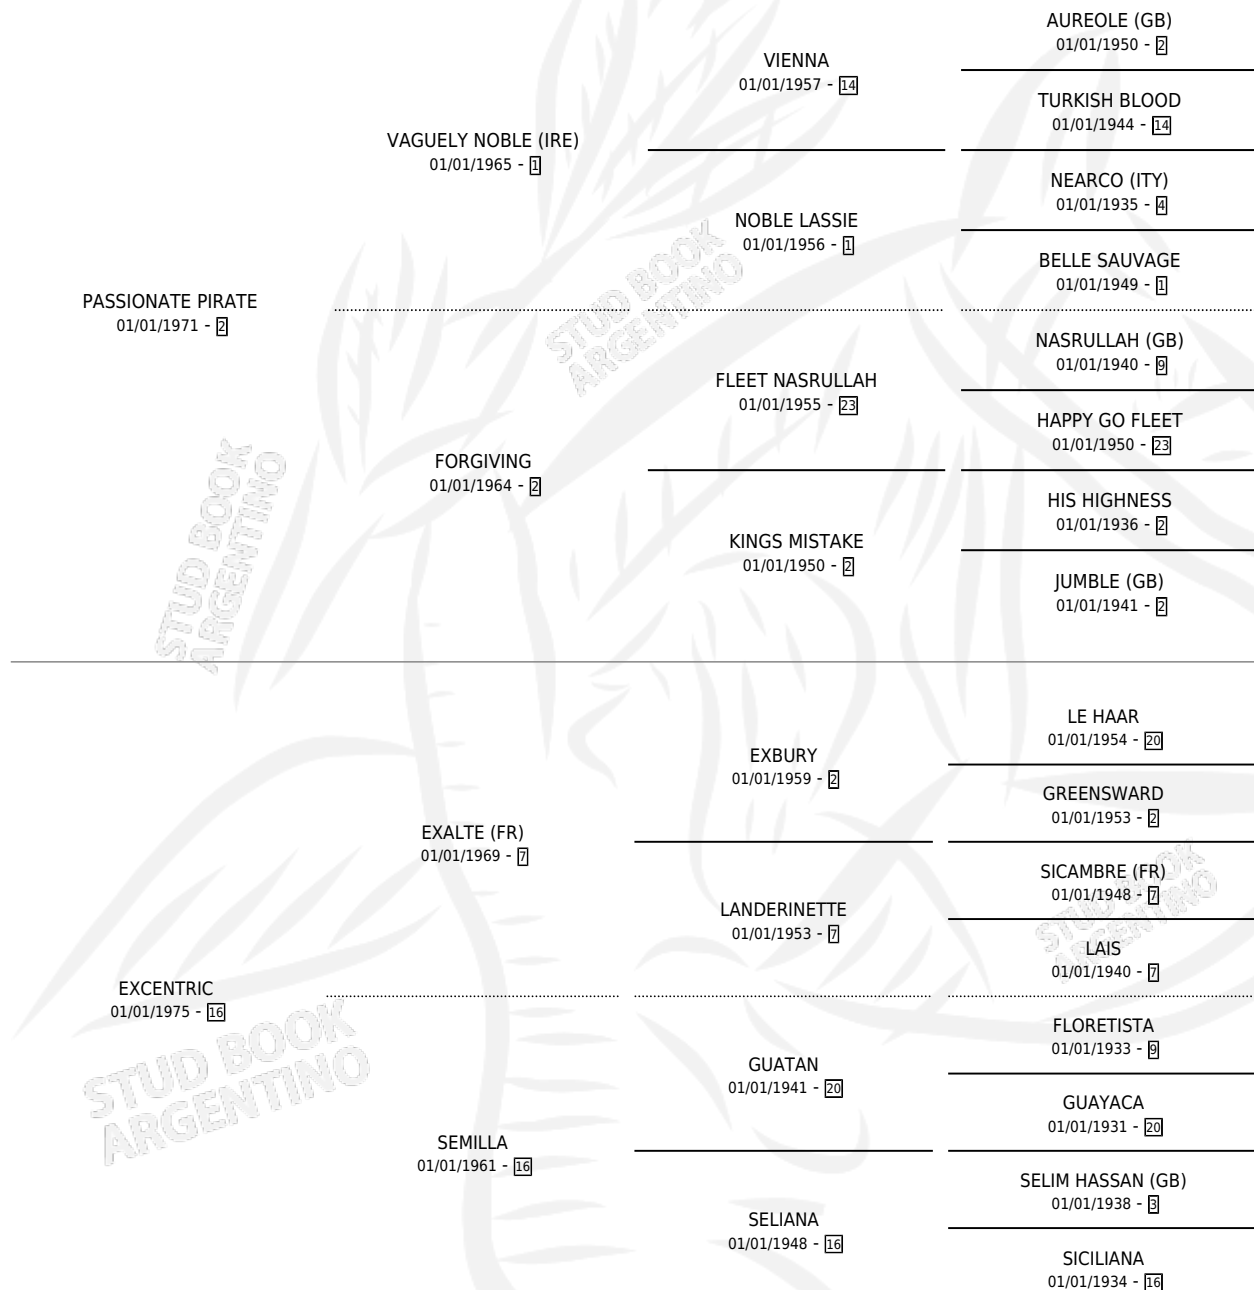 AUREOLE (GB)
01/01/1950 - 2
VIENNA
01/01/1957 - 14
TURKISH BLOOD
01/01/1944 - 14
VAGUELY NOBLE (IRE)
01/01/1965 - 1
NEARCO (ITY)
01/01/1935 - 4
NOBLE LASSIE
01/01/1956 - 1
BELLE SAUVAGE
01/01/1949 - 1
PASSIONATE PIRATE
01/01/1971 - 2
NASRULLAH (GB)
01/01/1940 - 9
FLEET NASRULLAH
01/01/1955 - 23
HAPPY GO FLEET
01/01/1950 - 23
FORGIVING
01/01/1964 - 2
HIS HIGHNESS
01/01/1936 - 2
KINGS MISTAKE
01/01/1950 - 2
JUMBLE (GB)
01/01/1941 - 2
LE HAAR
01/01/1954 - 20
EXBURY
01/01/1959 - 2
GREENSWARD
01/01/1953 - 2
EXALTE (FR)
01/01/1969 - 7
SICAMBRE (FR)
01/01/1948 - 7
LANDERINETTE
01/01/1953 - 7
LAIS
01/01/1940 - 7
EXCENTRIC
01/01/1975 - 16
FLORETISTA
01/01/1933 - 9
GUATAN
01/01/1941 - 20
GUAYACA
01/01/1931 - 20
SEMILLA
01/01/1961 - 16
SELIM HASSAN (GB)
01/01/1938 - 3
SELIANA
01/01/1948 - 16
SICILIANA
01/01/1934 - 16
STUD BOOK
ARGENTINO
STUD BOOK
ARGENTINO
STUD BOOK
ARGENTINO
STUD BOOK
ARGENTINO